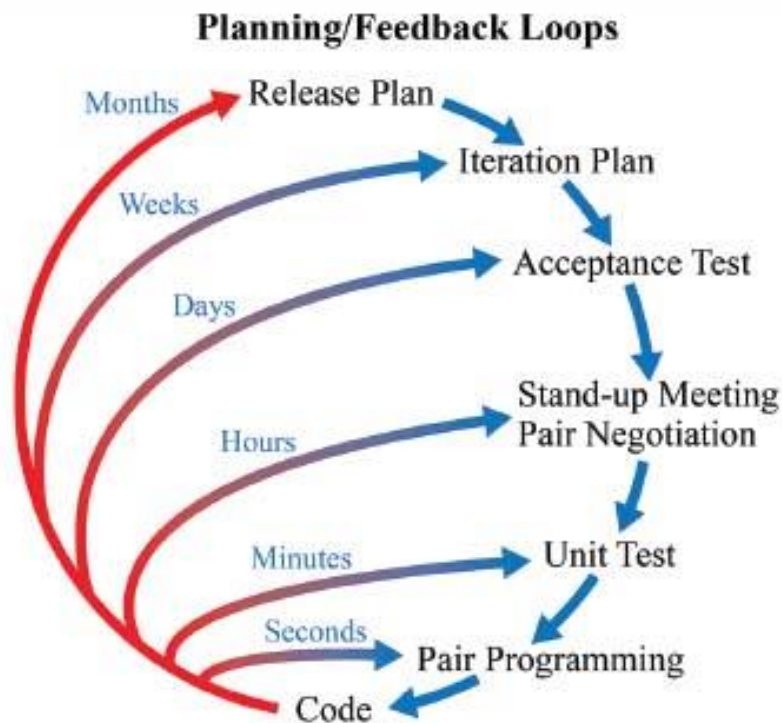 Planning/Feedback Loops
Months
Release Plan
Weeks
Iteration Plan
Days
Acceptance Test
Hours
Stand-up Meeting
Pair Negotiation
Minutes
Unit Test
Seconds
Pair Programming
Code